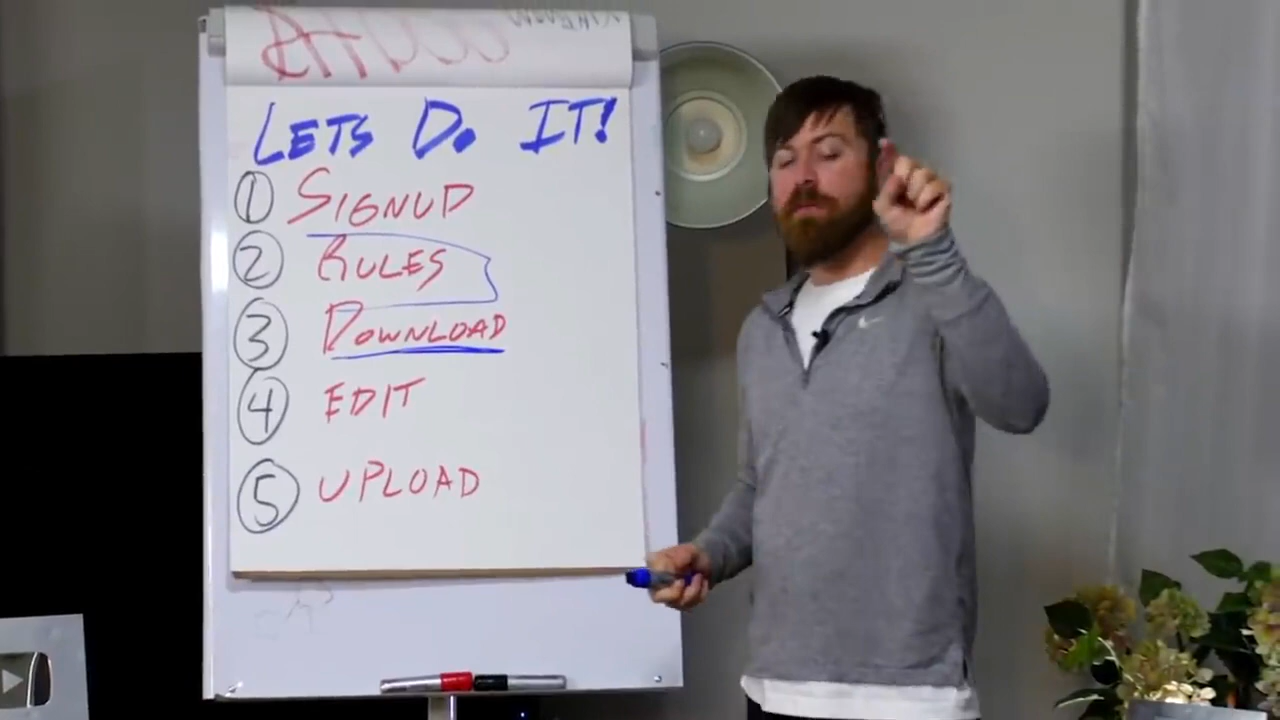 LETS DO IT!
1 SIGNUP
2 RULES
3 DOWNLOAD
4 EDIT
5 UPLOAD